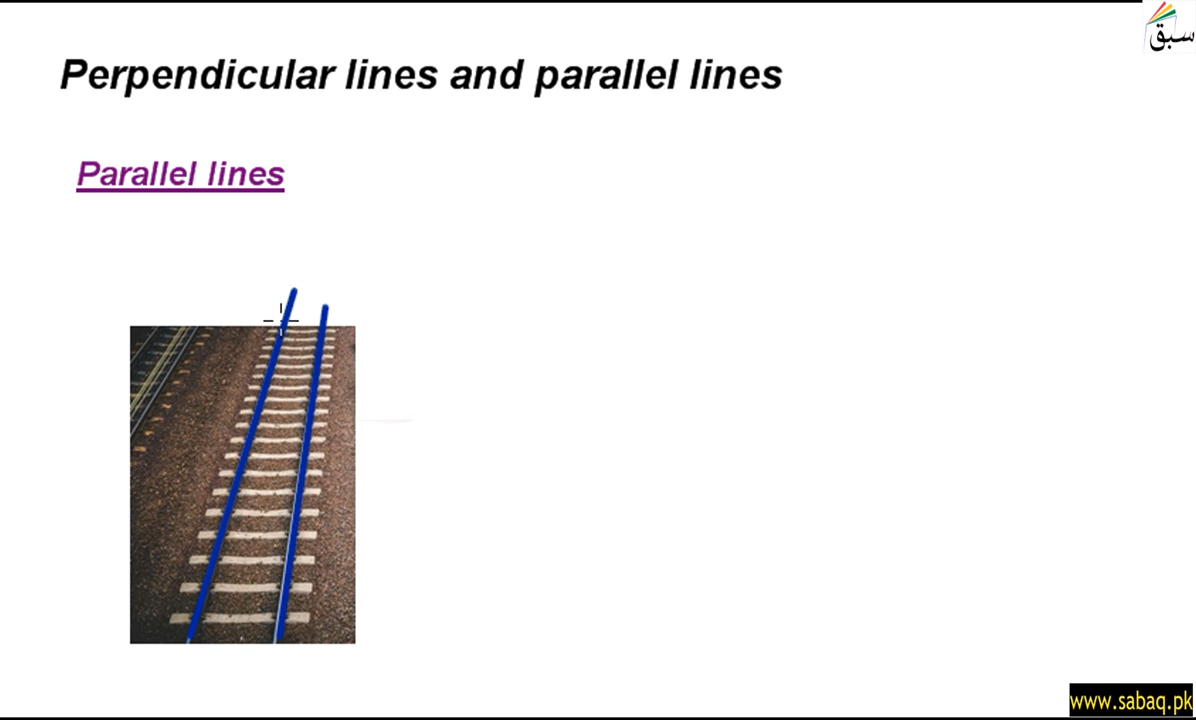 سبق
Perpendicular lines and parallel lines
Parallel lines
www.sabaq.pk